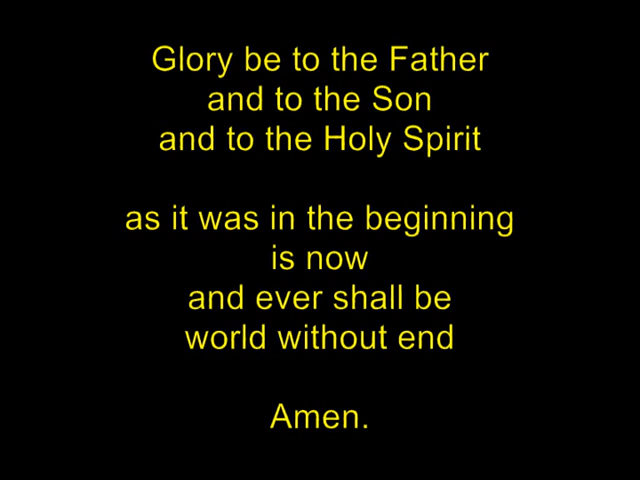 Glory be to the Father
and to the Son
and to the Holy Spirit
as it was in the beginning
is now
and ever shall be
world without end
Amen.